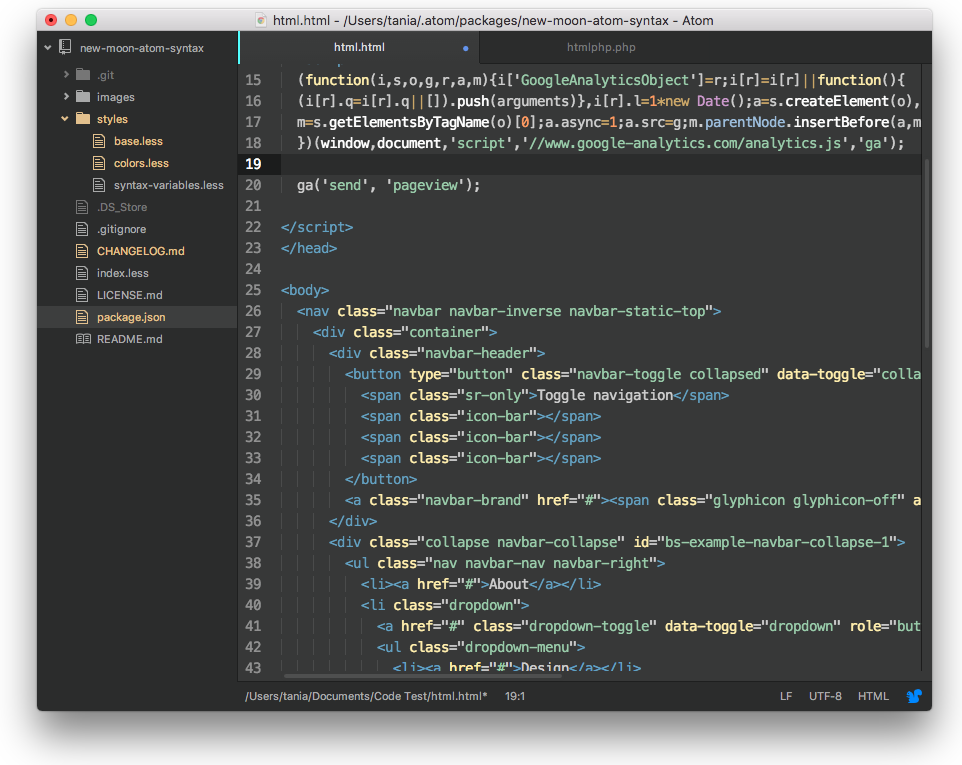 html.html - /Users/tania/.atom/packages/new-moon-atom-syntax - Atom
new-moon-atom-syntax
.git
images
styles
base.less
colors.less
syntax-variables.less
.DS_Store
.gitignore
CHANGELOG.md
index.less
LICENSE.md
package.json
README.md
html.html
htmlphp.php
15 (function(i,s,o,g,r,a,m){i['GoogleAnalyticsObject']=r;i[r]=i[r]||function(){
16 (i[r].q=i[r].q||[]).push(arguments)},i[r].l=1*new Date();a=s.createElement(o),
17 m=s.getElementsByTagName(o)[0];a.async=1;a.src=g;m.parentNode.insertBefore(a,m
18 })(window,document,'script','//www.google-analytics.com/analytics.js','ga');
19
20 ga('send', 'pageview');
21
22 </script>
23 </head>
24
25 <body>
26 <nav class="navbar navbar-inverse navbar-static-top">
27 <div class="container">
28 <div class="navbar-header">
29 <button type="button" class="navbar-toggle collapsed" data-toggle="colla
30 <span class="sr-only">Toggle navigation</span>
31 <span class="icon-bar"></span>
32 <span class="icon-bar"></span>
33 <span class="icon-bar"></span>
34 </button>
35 <a class="navbar-brand" href="#"><span class="glyphicon glyphicon-off" a
36 </div>
37 <div class="collapse navbar-collapse" id="bs-example-navbar-collapse-1">
38 <ul class="nav navbar-nav navbar-right">
39 <li><a href="#">About</a></li>
40 <li class="dropdown">
41 <a href="#" class="dropdown-toggle" data-toggle="dropdown" role="but
42 <ul class="dropdown-menu">
43 <li><a href="#">Design</a></li>
/Users/tania/Documents/Code Test/html.html* 19:1 LF UTF-8 HTML